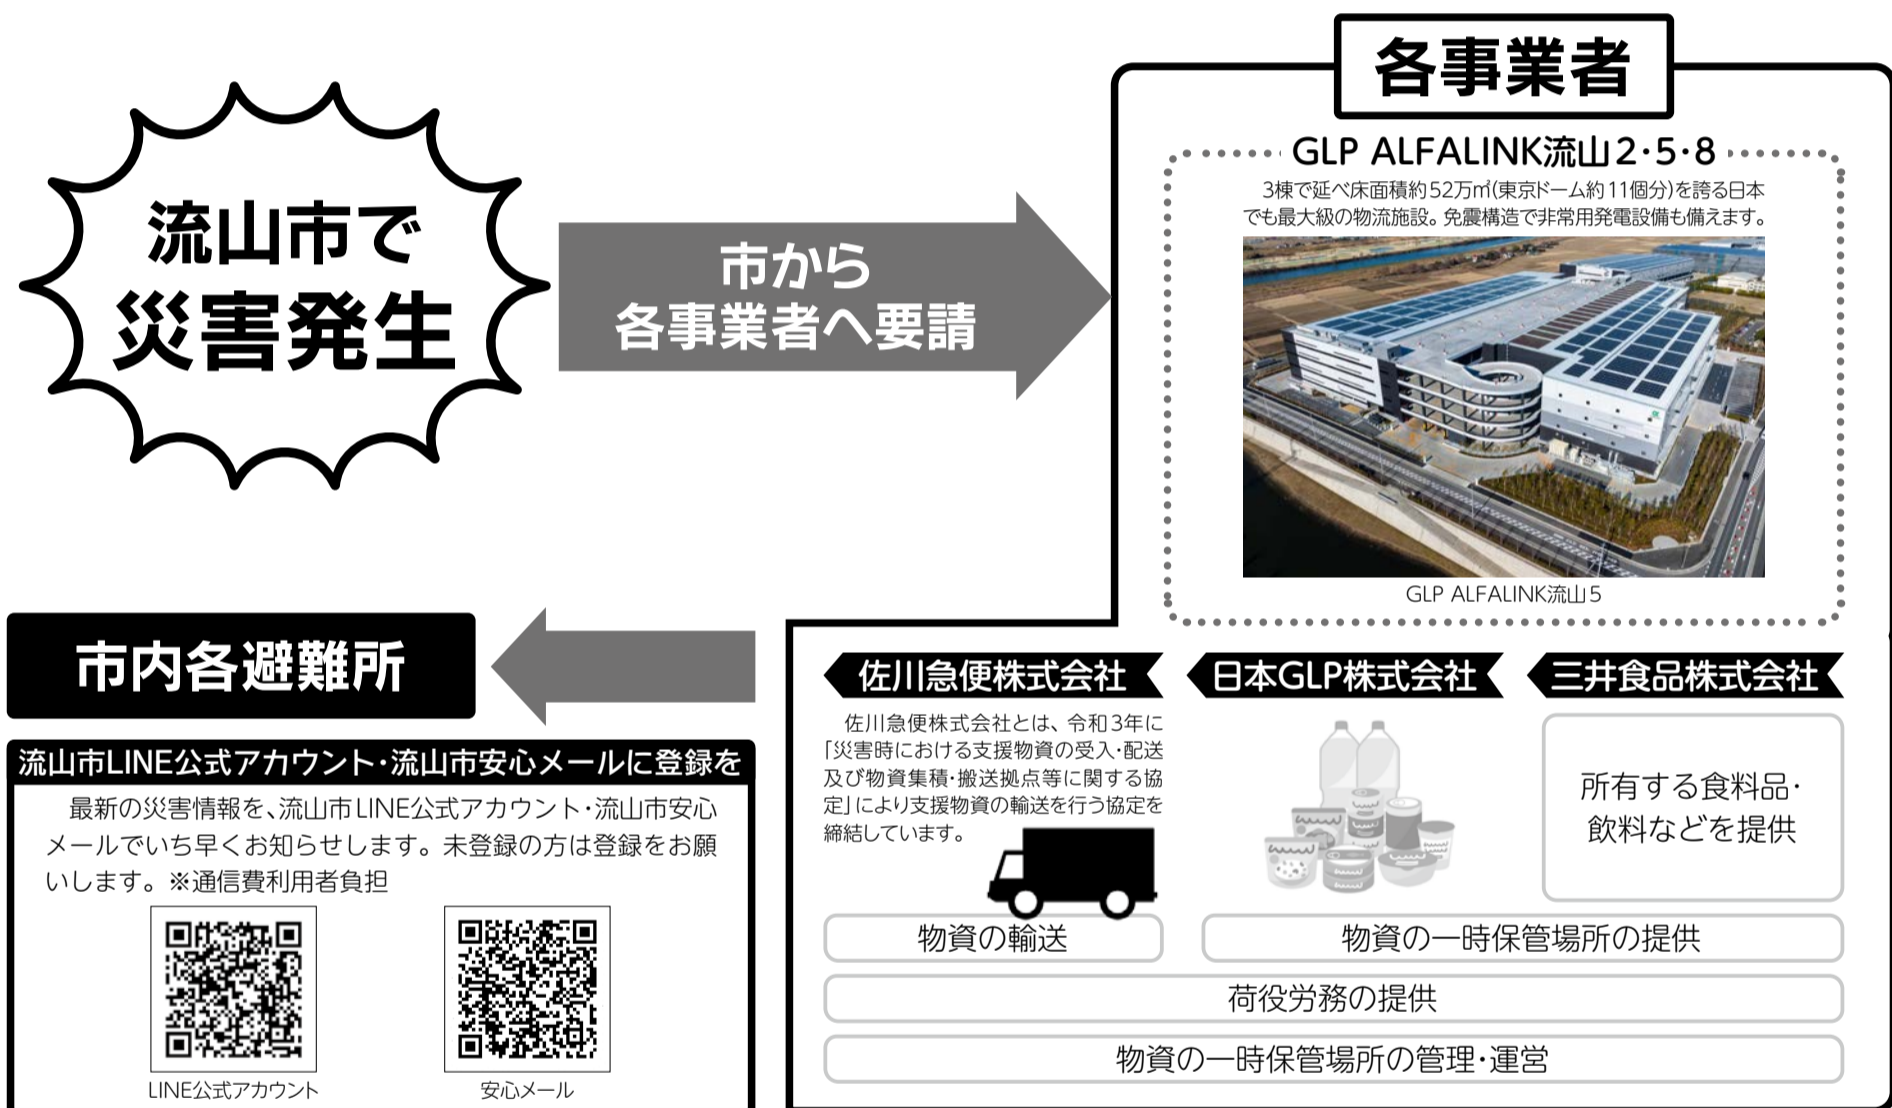 流山市で
災害発生
市から
各事業者へ要請
各事業者
GLP ALFALINK流山2・5・8
3棟で延べ床面積約52万㎡(東京ドーム約11個分)を誇る日本
でも最大級の物流施設。免震構造で非常用発電設備も備えます。
GLP ALFALINK流山5
佐川急便株式会社
佐川急便株式会社とは、令和3年に
「災害時における支援物資の受入・配送
及び物資集積・搬送拠点等に関する協
定」により支援物資の輸送を行う協定を
締結しています。
日本GLP株式会社
三井食品株式会社
所有する食料品・
飲料などを提供
物資の輸送
物資の一時保管場所の提供
荷役労務の提供
物資の一時保管場所の管理・運営
市内各避難所
流山市LINE公式アカウント・流山市安心メールに登録を
最新の災害情報を、流山市LINE公式アカウント・流山市安心
メールでいち早くお知らせします。未登録の方は登録をお願
いします。※通信費利用者負担
LINE公式アカウント
安心メール